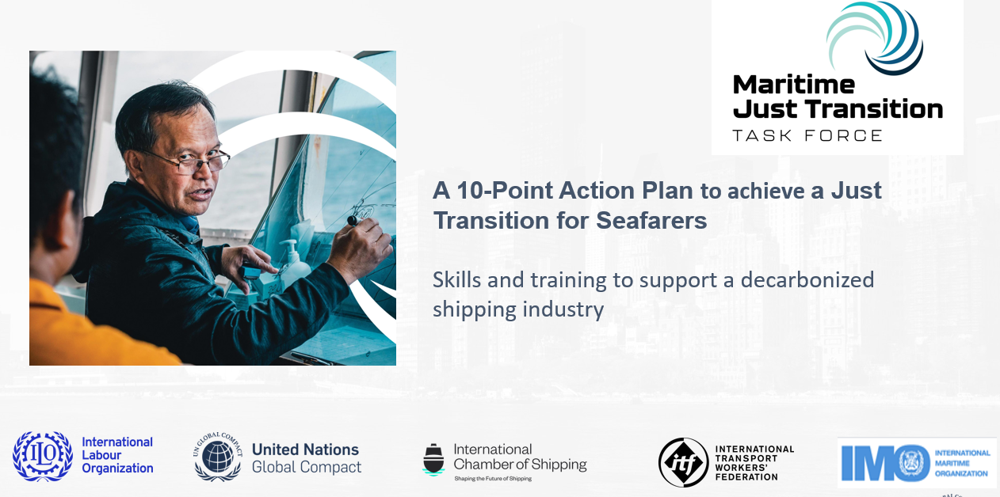 Maritime
Just Transition
TASK FORCE
A 10-Point Action Plan to achieve a Just
Transition for Seafarers
Skills and training to support a decarbonized
shipping industry
ILO
International
Labour
Organization
UN GLOBAL COMPACT
United Nations
Global Compact
International
Chamber of Shipping
Shaping the Future of Shipping
itf
INTERNATIONAL
TRANSPORT
WORKERS'
FEDERATION
IMO
INTERNATIONAL
MARITIME
ORGANIZATION